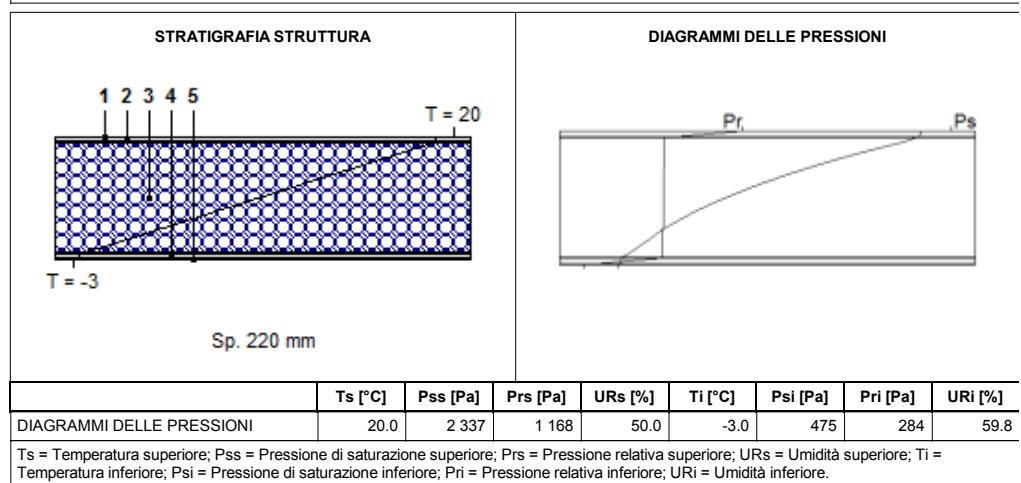 STRATIGRAFIA STRUTTURA
DIAGRAMMI DELLE PRESSIONI
1 2 3 4 5
T = 20
T = -3
Sp. 220 mm
Pr
Ps
Ts [°C] Pss [Pa] Prs [Pa] URs [%] Ti [°C] Psi [Pa] Pri [Pa] URi [%]
DIAGRAMMI DELLE PRESSIONI 20.0 2 337 1 168 50.0 -3.0 475 284 59.8
Ts = Temperatura superiore; Pss = Pressione di saturazione superiore; Prs = Pressione relativa superiore; URs = Umidità superiore; Ti =
Temperatura inferiore; Psi = Pressione di saturazione inferiore; Pri = Pressione relativa inferiore; URi = Umidità inferiore.